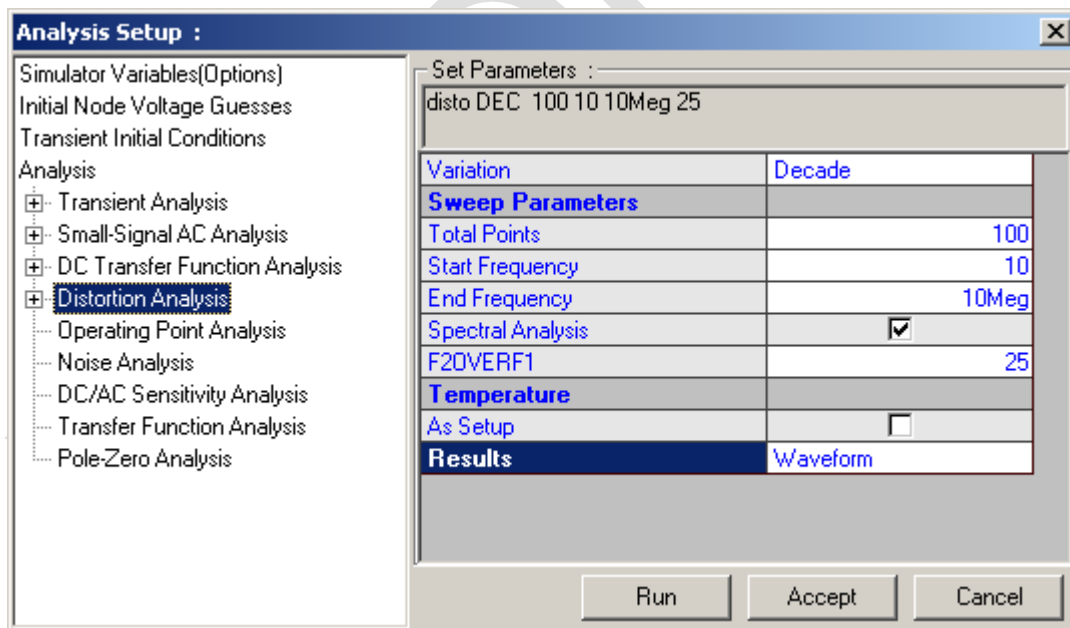 Analysis Setup :
Simulator Variables(Options)
Initial Node Voltage Guesses
Transient Initial Conditions
Analysis
Transient Analysis
Small-Signal AC Analysis
DC Transfer Function Analysis
Distortion Analysis
Operating Point Analysis
Noise Analysis
DC/AC Sensitivity Analysis
Transfer Function Analysis
Pole-Zero Analysis
Set Parameters :
disto DEC 100 10 10Meg 25
Variation Decade
Sweep Parameters
Total Points 100
Start Frequency 10
End Frequency 10Meg
Spectral Analysis
F2OVERF1 25
Temperature
As Setup
Results Waveform
Run Accept Cancel